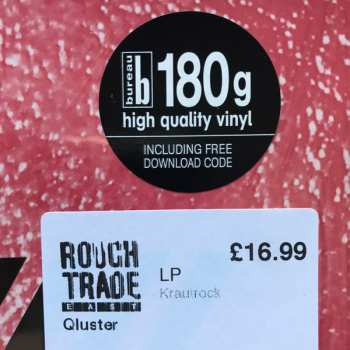 bureau b 180g
high quality vinyl
INCLUDING FREE
DOWNLOAD CODE
ROUGH TRADE EAST
LP
Krautrock
£16.99
Qluster